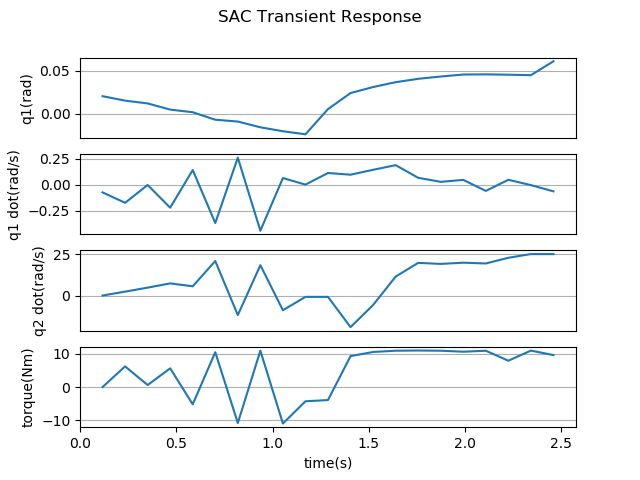 SAC Transient Response
q1(rad)
0.05
0.00
q1 dot(rad/s)
0.25
0.00
−0.25
q2 dot(rad/s)
25
0
torque(Nm)
10
0
−10
0.0 0.5 1.0 1.5 2.0 2.5
time(s)